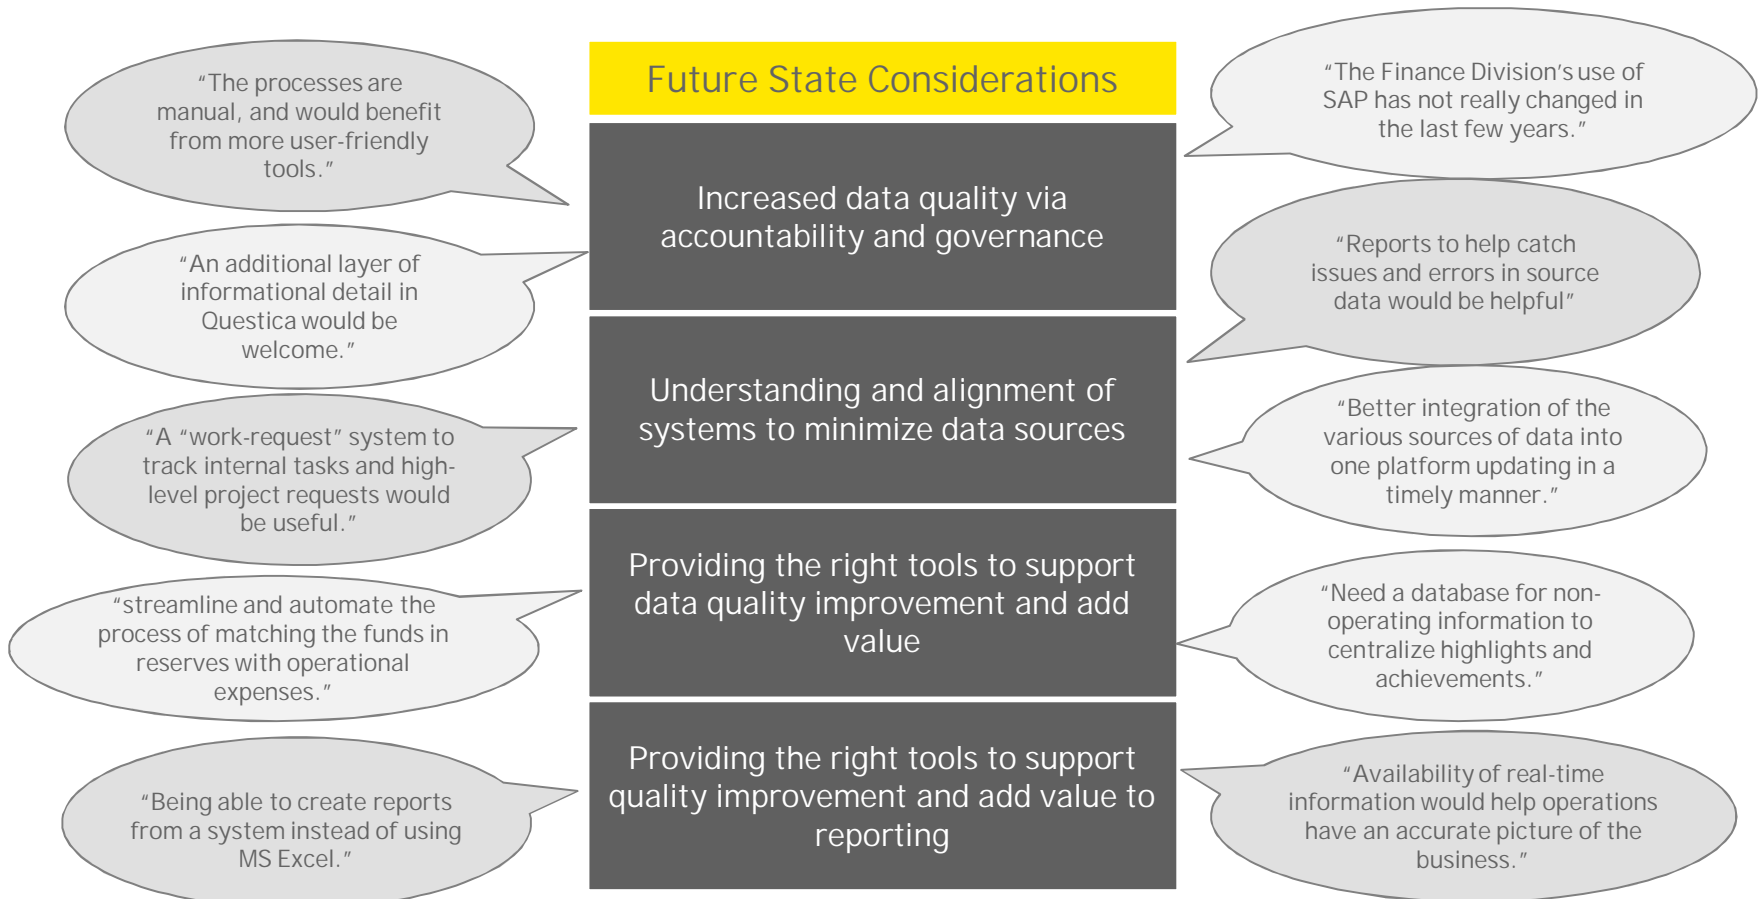 Future State Considerations
“The processes are
manual, and would benefit
from more user-friendly
tools.”
“An additional layer of
informational detail in
Questica would be
welcome.”
“A “work-request” system to
track internal tasks and high-
level project requests would
be useful.”
“streamline and automate the
process of matching the funds in
reserves with operational
expenses.”
“Being able to create reports
from a system instead of using
MS Excel.”
Increased data quality via
accountability and governance
Understanding and alignment of
systems to minimize data sources
Providing the right tools to support
data quality improvement and add
value
Providing the right tools to support
quality improvement and add value to
reporting
“The Finance Division’s use of
SAP has not really changed in
the last few years.”
“Reports to help catch
issues and errors in source
data would be helpful”
“Better integration of the
various sources of data into
one platform updating in a
timely manner.”
“Need a database for non-
operating information to
centralize highlights and
achievements.”
“Availability of real-time
information would help operations
have an accurate picture of the
business.”